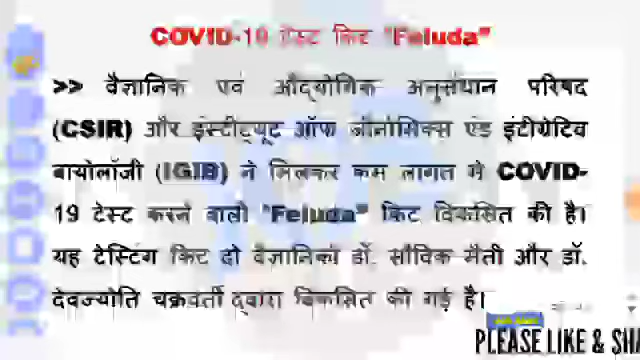 COVID-19 टेस्ट किट "Feluda"
>> वैज्ञानिक एवं औद्योगिक अनुसंधान परिषद
(CSIR) और इंस्टीट्यूट ऑफ जीनोमिक्स एंड इंटीग्रेटिव
बायोलॉजी (IGIB) ने मिलकर कम लागत में COVID-
19 टेस्ट करने वाली "Feluda" किट विकसित की है।
यह टेस्टिंग किट दो वैज्ञानिकों डॉ. सौविक मैती और डॉ.
देवज्योति चक्रवर्ती द्वारा विकसित की गई है।
PLEASE LIKE & SHA